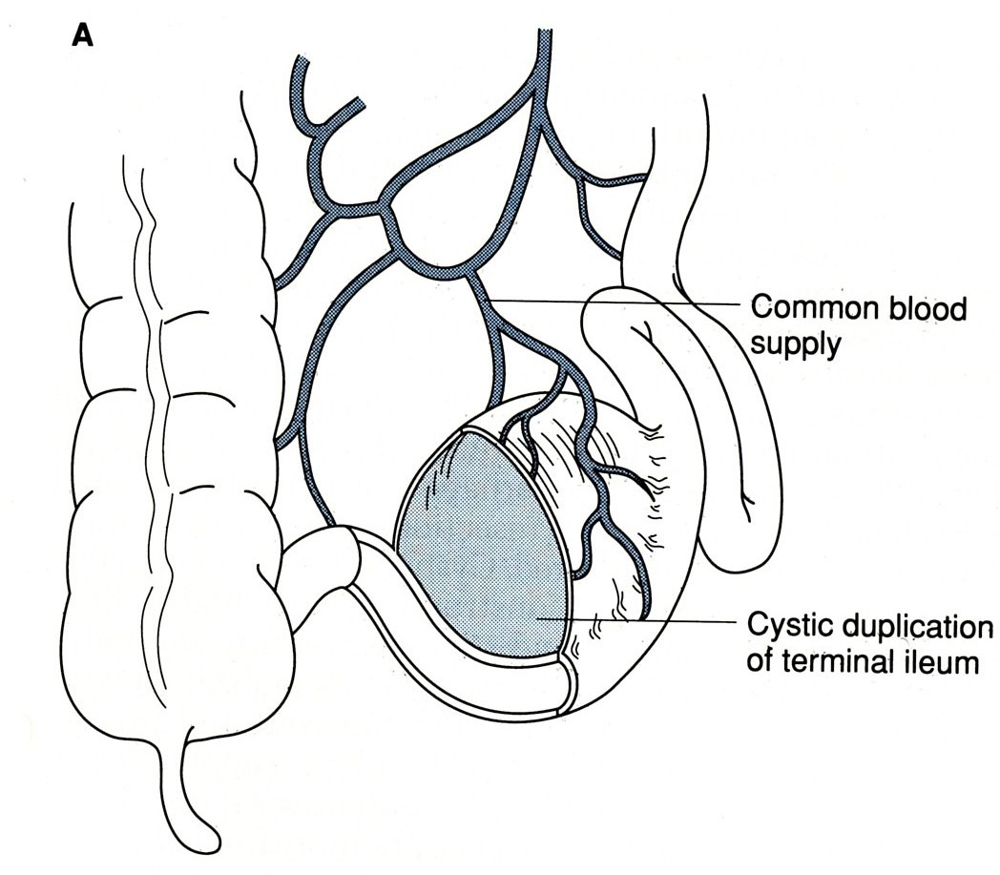 A
Common blood
supply
Cystic duplication
of terminal ileum